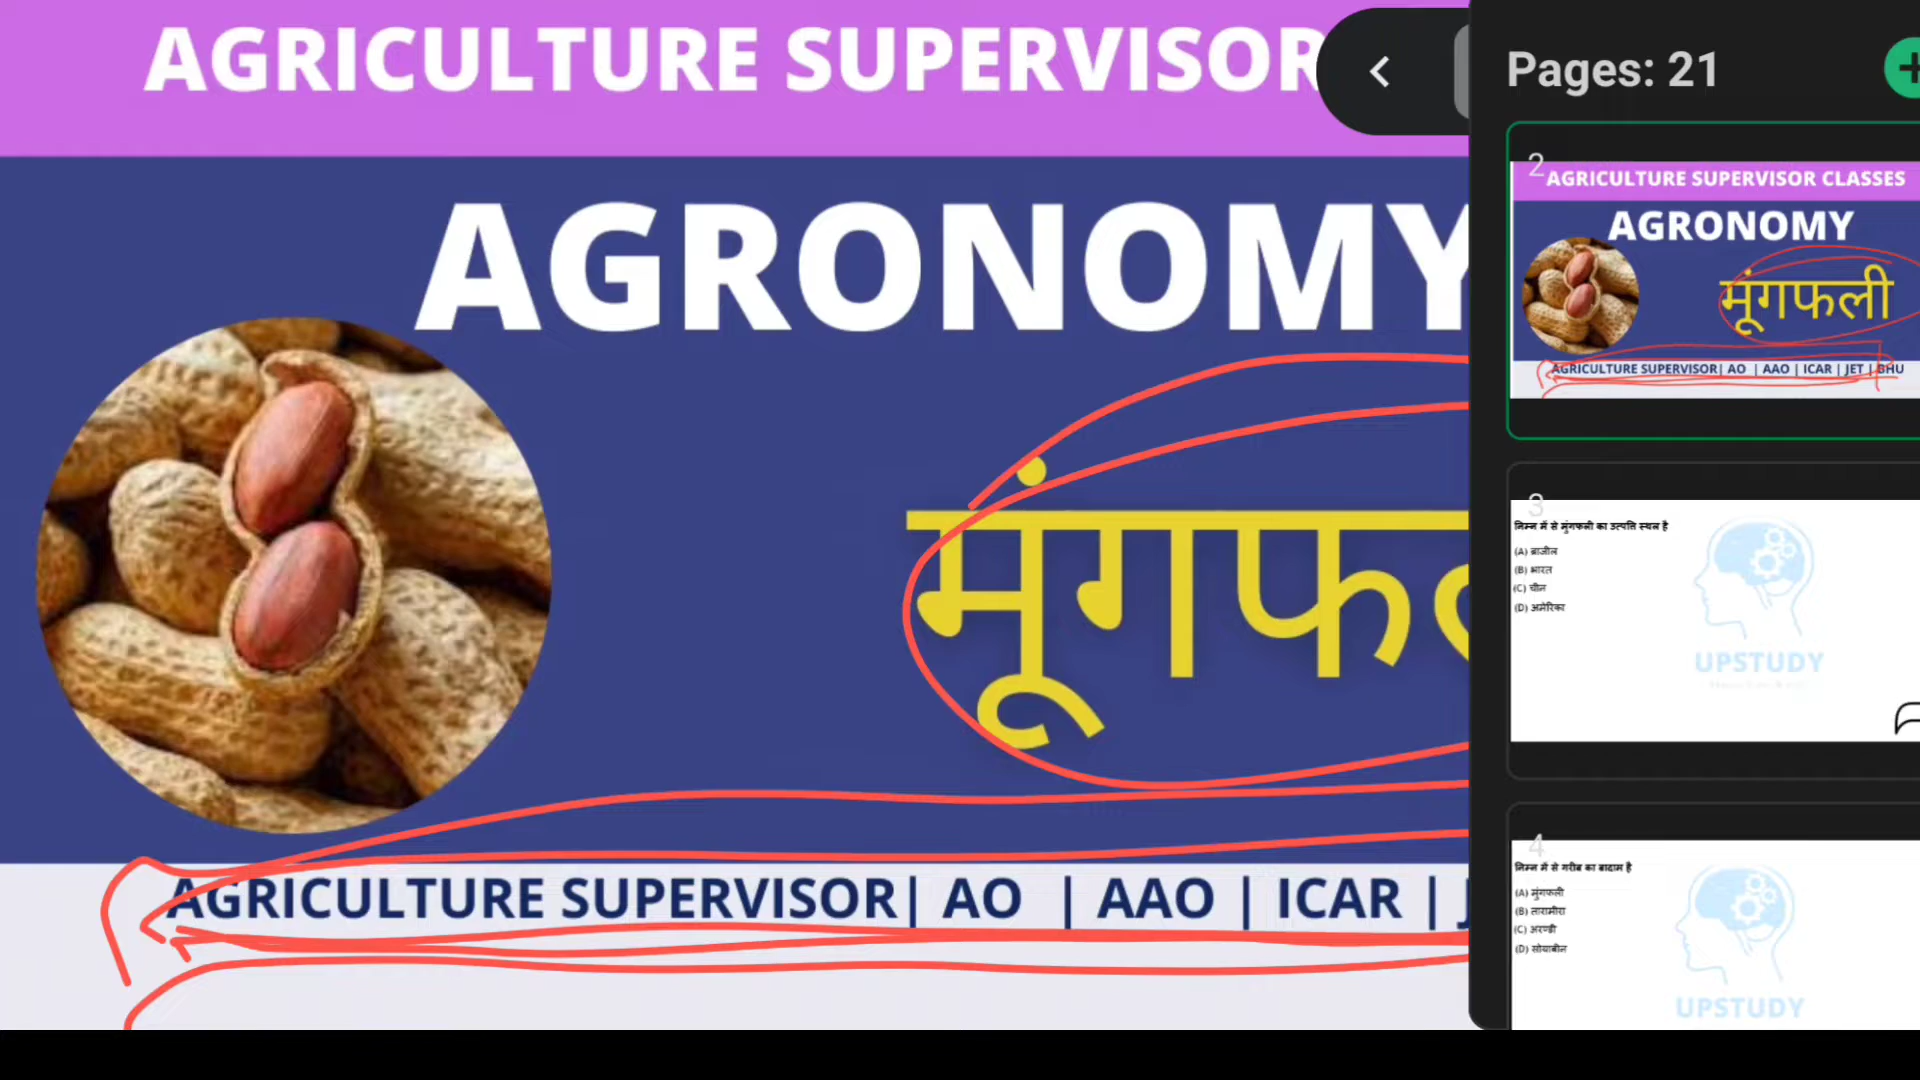 AGRICULTURE SUPERVISOR
AGRONOMY
मूंगफल
AGRICULTURE SUPERVISOR| AO | AAO | ICAR | J
Pages: 21
2
AGRICULTURE SUPERVISOR CLASSES
AGRONOMY
मूंगफली
AGRICULTURE SUPERVISOR| AO | AAO | ICAR | JET | BHU
3
निम्न में से मुंगफली का उत्पति स्थल है
(A) ब्राजील
(B) भारत
(C) चीन
(D) अमेरिका
UPSTUDY
4
निम्न में से गरीब का बादाम है
(A) मुंगफली
(B) तारामीरा
(C) अरण्डी
(D) सोयाबीन
UPSTUDY